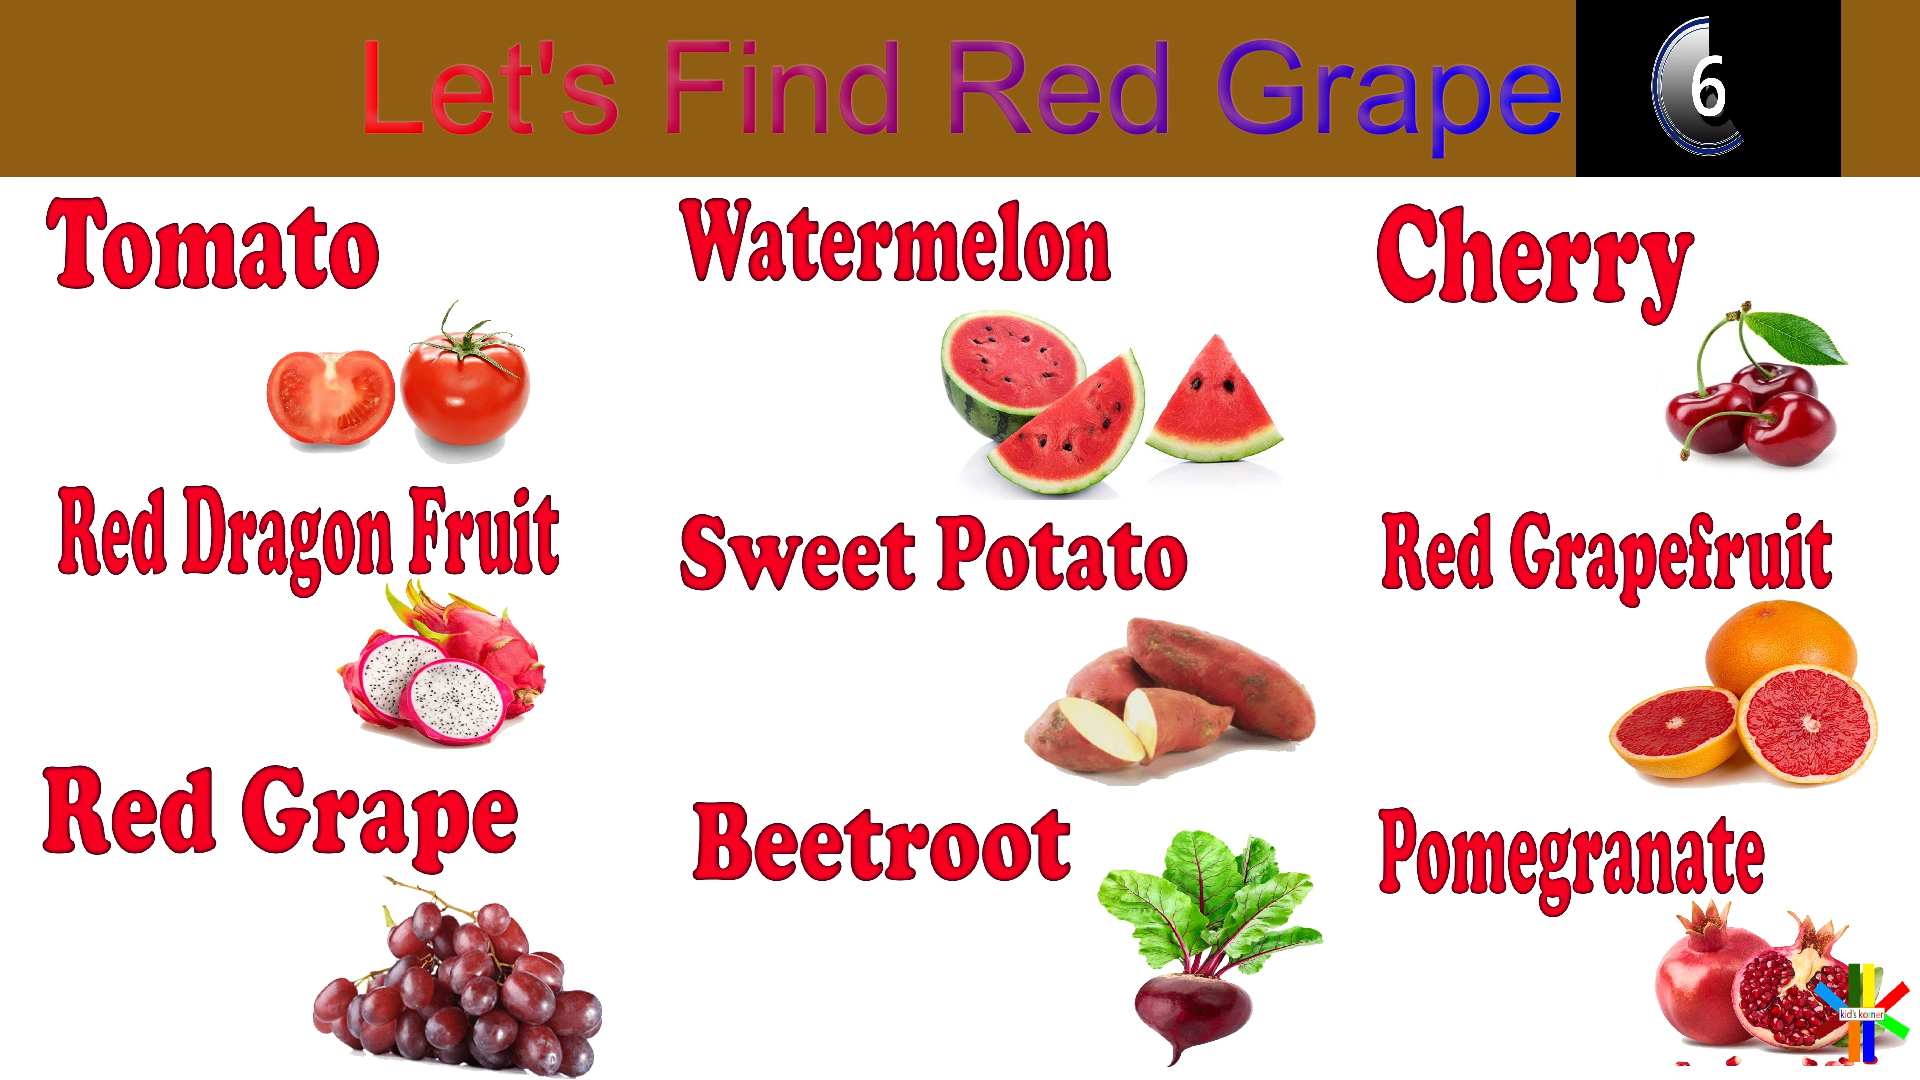 Let's Find Red Grape
6
Tomato
Watermelon
Cherry
Red Dragon Fruit
Sweet Potato
Red Grapefruit
Red Grape
Beetroot
Pomegranate
kid's korner